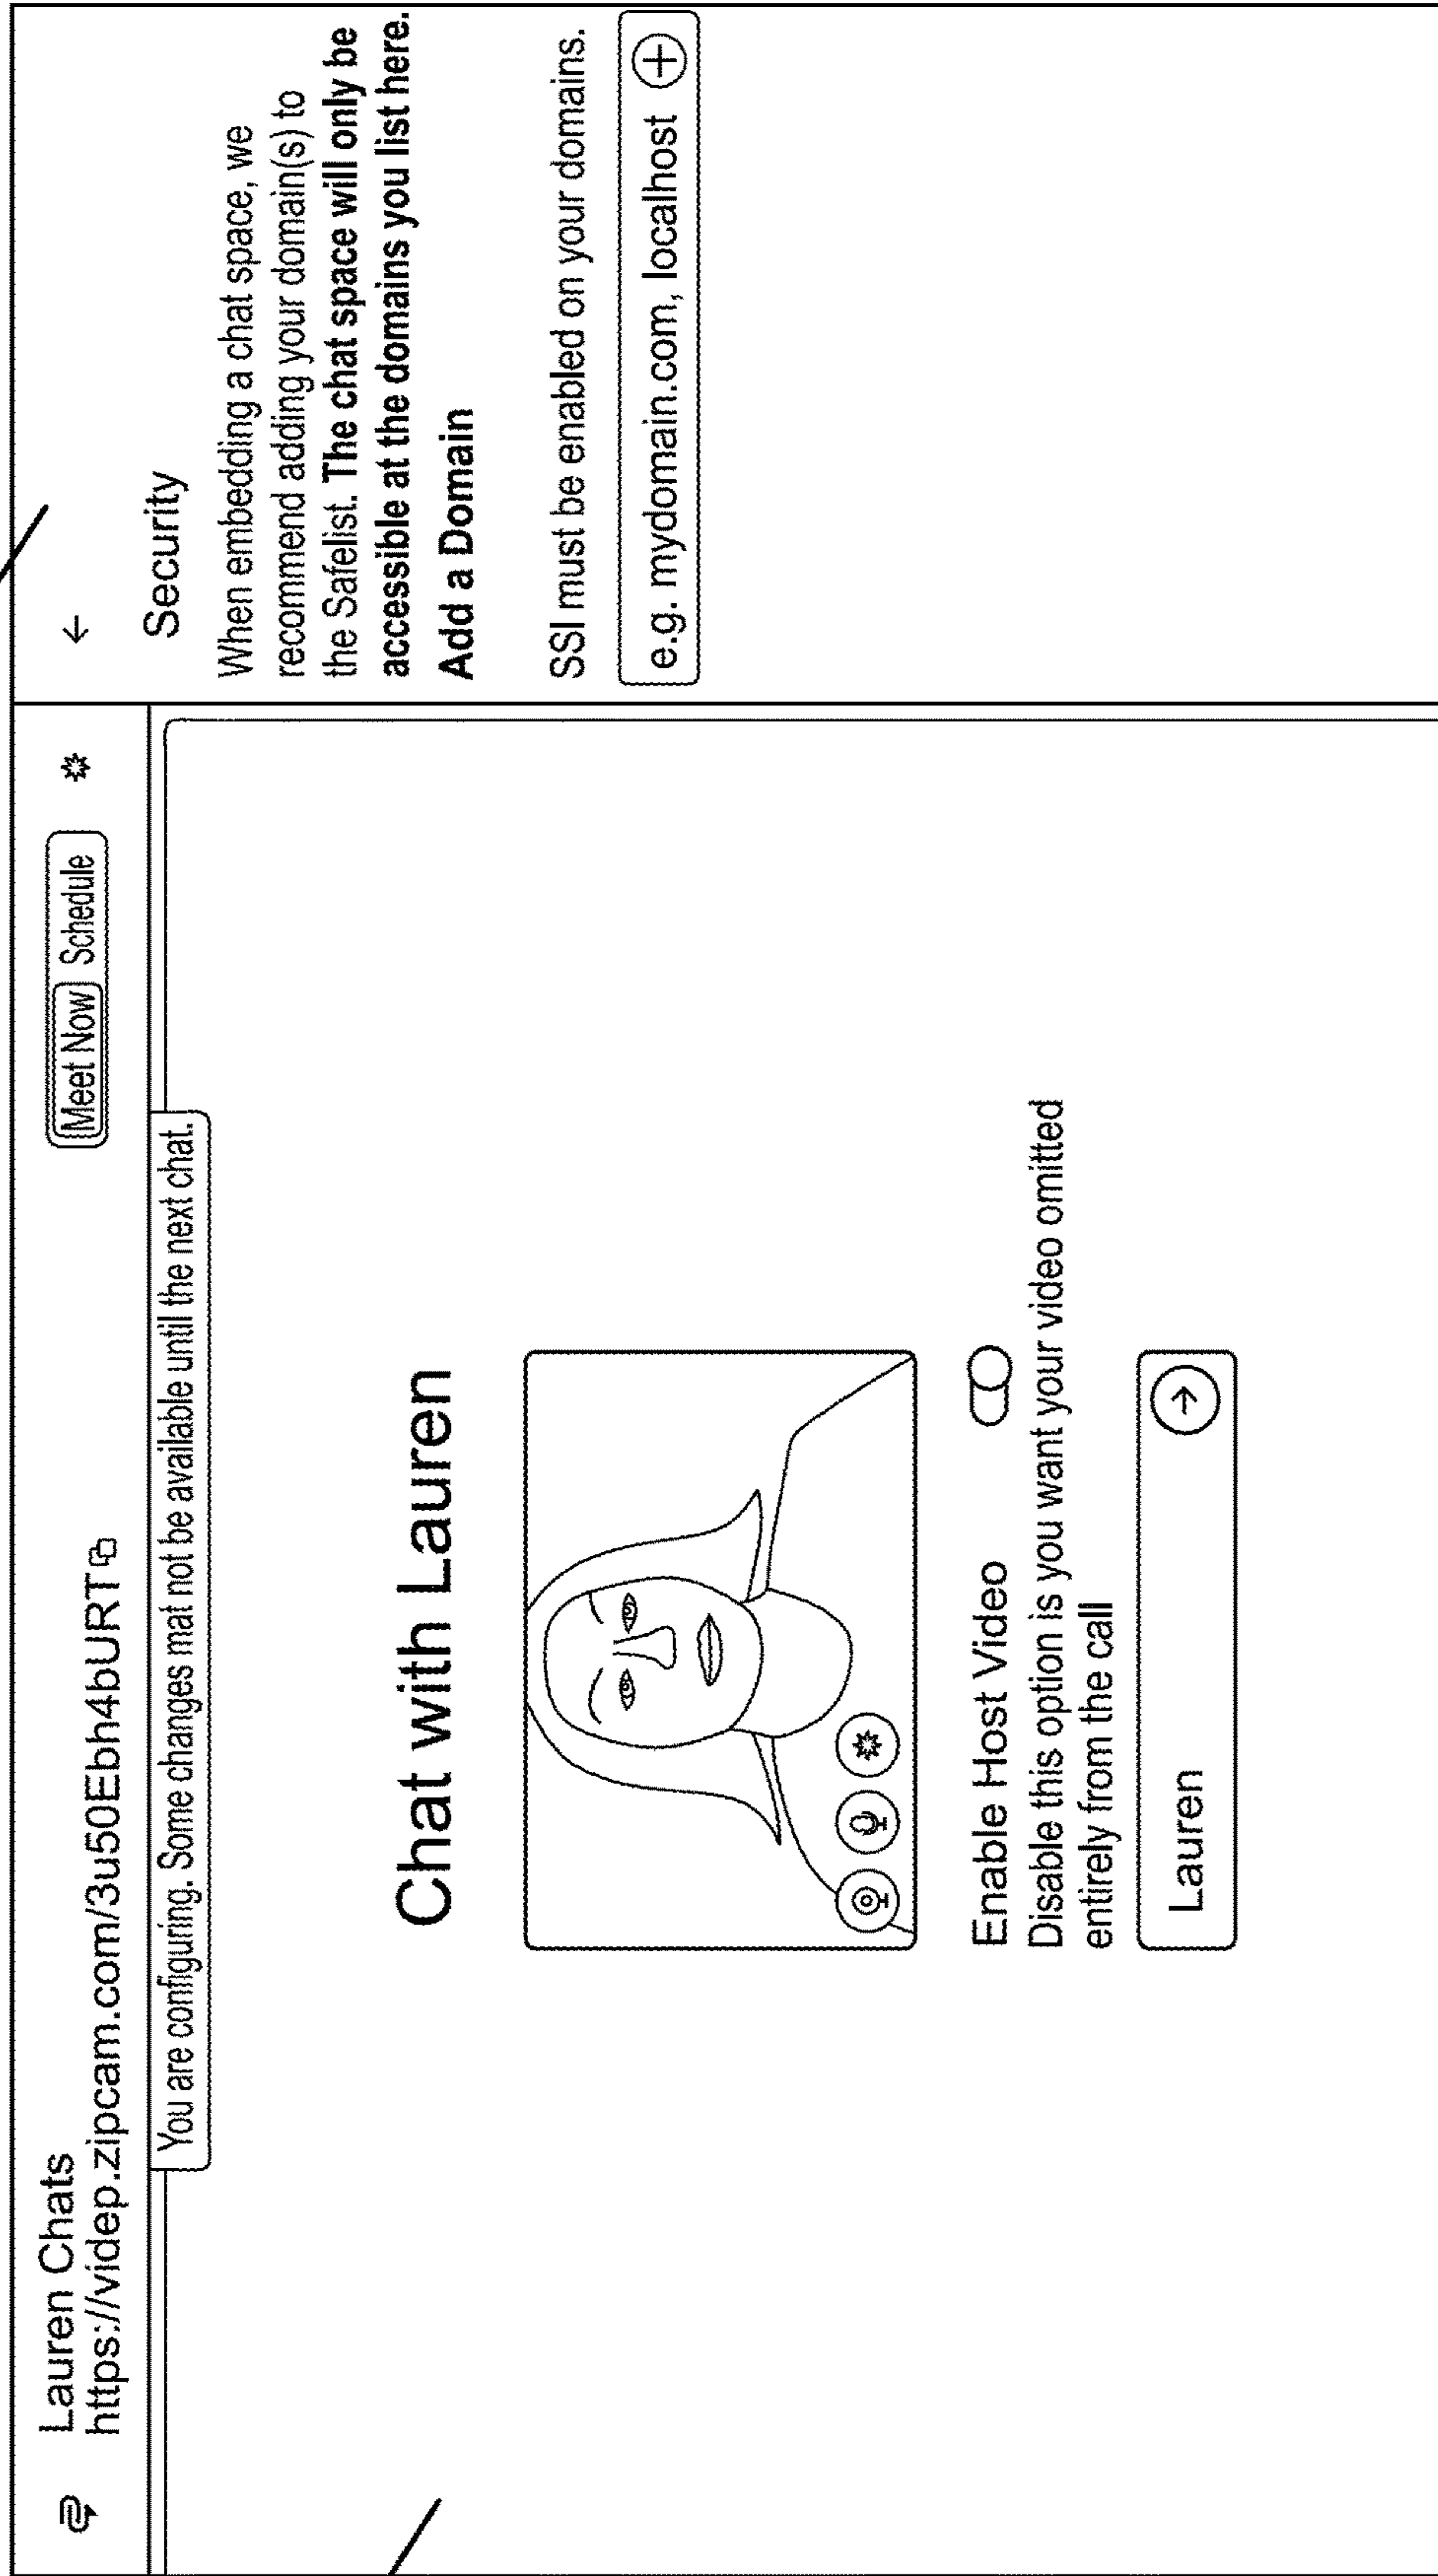 Lauren Chats
https://videp.zipcam.com/3u50Ebh4bURT
Meet Now Schedule
You are configuring. Some changes mat not be available until the next chat.
Chat with Lauren
Enable Host Video
Disable this option is you want your video omitted
entirely from the call
Lauren
Security
When embedding a chat space, we
recommend adding your domain(s) to
the Safelist. The chat space will only be
accessible at the domains you list here.
Add a Domain
SSI must be enabled on your domains.
e.g. mydomain.com, localhost